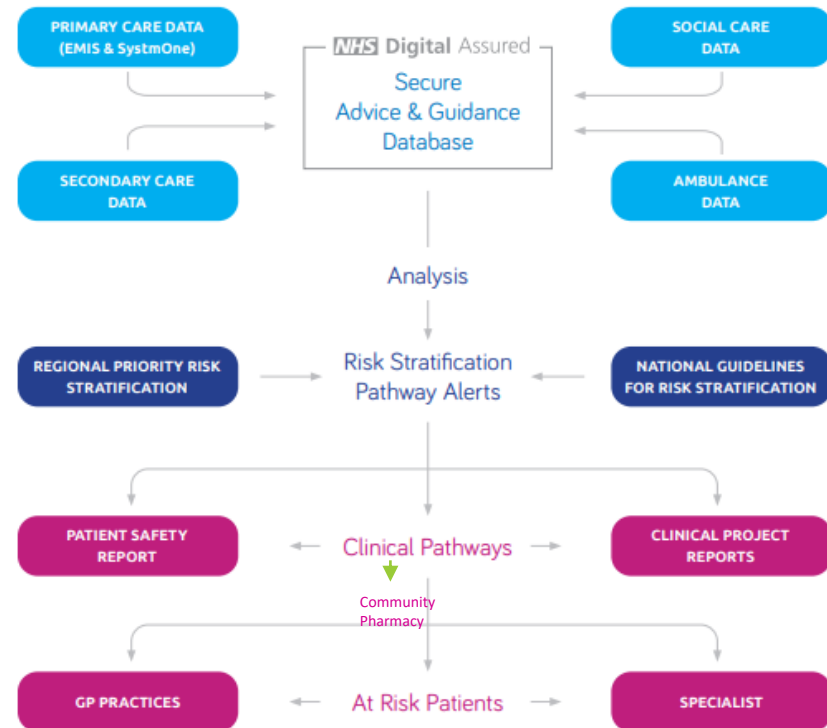 PRIMARY CARE DATA
(EMIS & SystmOne)
NHS Digital Assured
Secure
Advice & Guidance
Database
SOCIAL CARE
DATA
SECONDARY CARE
DATA
AMBULANCE
DATA
Analysis
REGIONAL PRIORITY RISK
STRATIFICATION
Risk Stratification
Pathway Alerts
NATIONAL GUIDELINES
FOR RISK STRATIFICATION
PATIENT SAFETY
REPORT
Clinical Pathways
CLINICAL PROJECT
REPORTS
Community
Pharmacy
GP PRACTICES
At Risk Patients
SPECIALIST